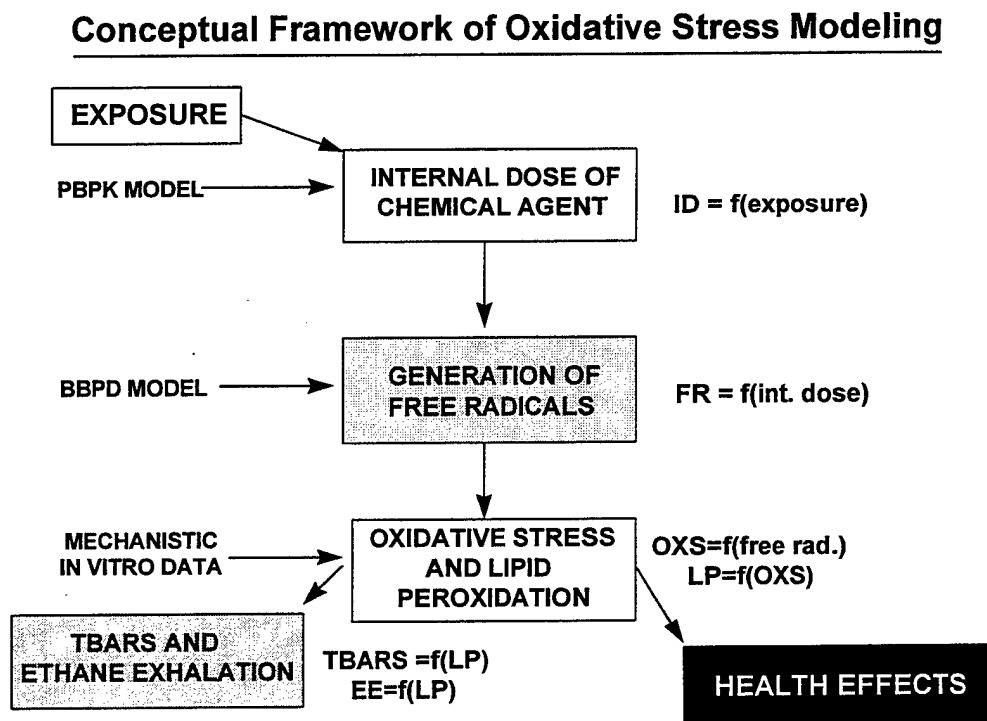 Conceptual Framework of Oxidative Stress Modeling
EXPOSURE
PBPK MODEL
INTERNAL DOSE OF
CHEMICAL AGENT
ID = f(exposure)
BBPD MODEL
GENERATION OF
FREE RADICALS
FR = f(int. dose)
MECHANISTIC
IN VITRO DATA
OXIDATIVE STRESS
AND LIPID
PEROXIDATION
OXS=f(free rad.)
LP=f(OXS)
TBARS AND
ETHANE EXHALATION
TBARS =f(LP)
EE=f(LP)
HEALTH EFFECTS